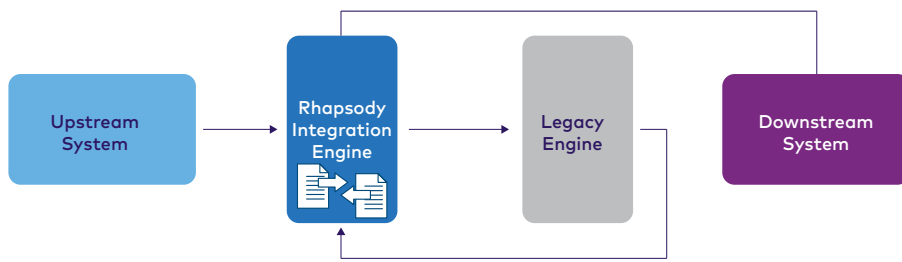 Upstream
System
Rhapsody
Integration
Engine
Legacy
Engine
Downstream
System